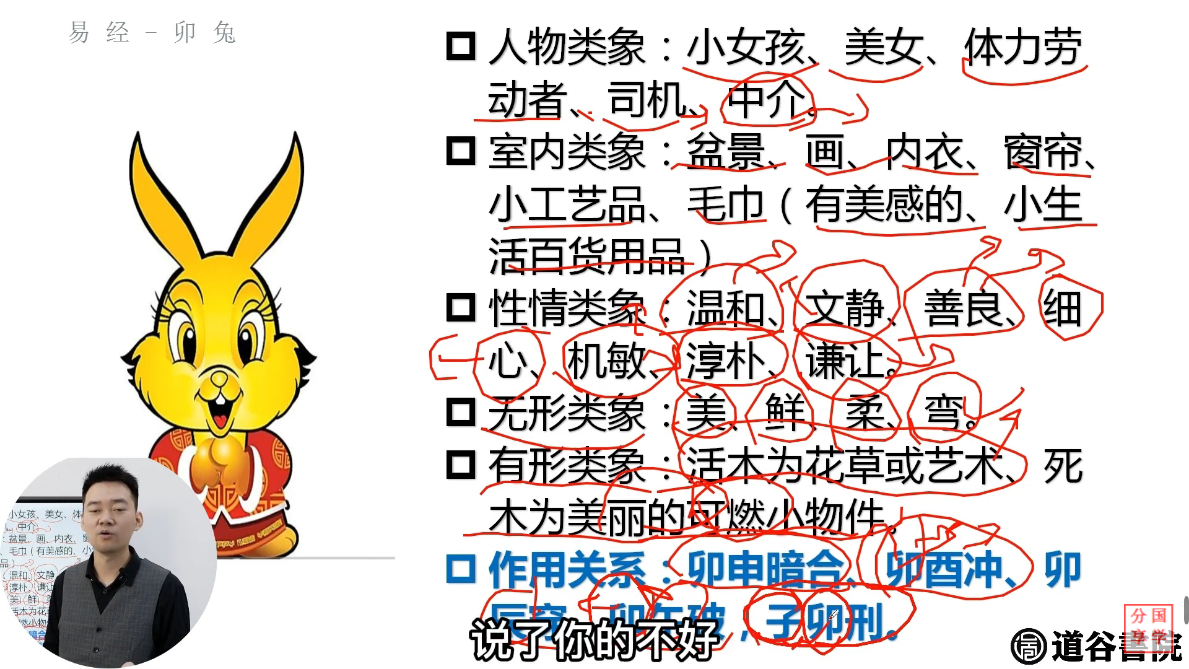 易经-卯兔
人物类象：小女孩、美女、体力劳
动者、司机、中介。
室内类象：盆景、画、内衣、窗帘、
小工艺品、毛巾（有美感的、小生
活百货用品）
性情类象：温和、文静、善良、细
心、机敏、淳朴、谦让。
无形类象：美、鲜、柔、弯。
有形类象：活木为花草或艺术、死
木为美丽的可燃小物件。
作用关系：卯申暗合、卯酉冲、卯
辰穿，卯午破，子卯刑。
说了你的不好
分国
享学
道谷書院